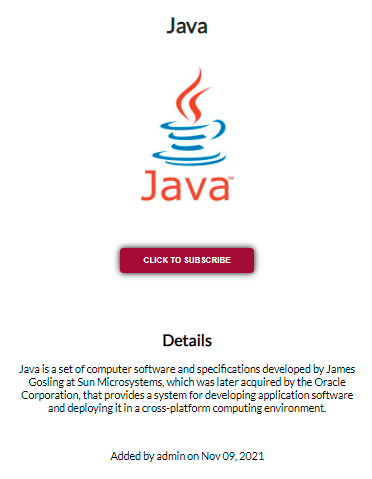 Java
Java™
CLICK TO SUBSCRIBE
Details
Java is a set of computer software and specifications developed by James
Gosling at Sun Microsystems, which was later acquired by the Oracle
Corporation, that provides a system for developing application software
and deploying it in a cross-platform computing environment.
Added by admin on Nov 09, 2021